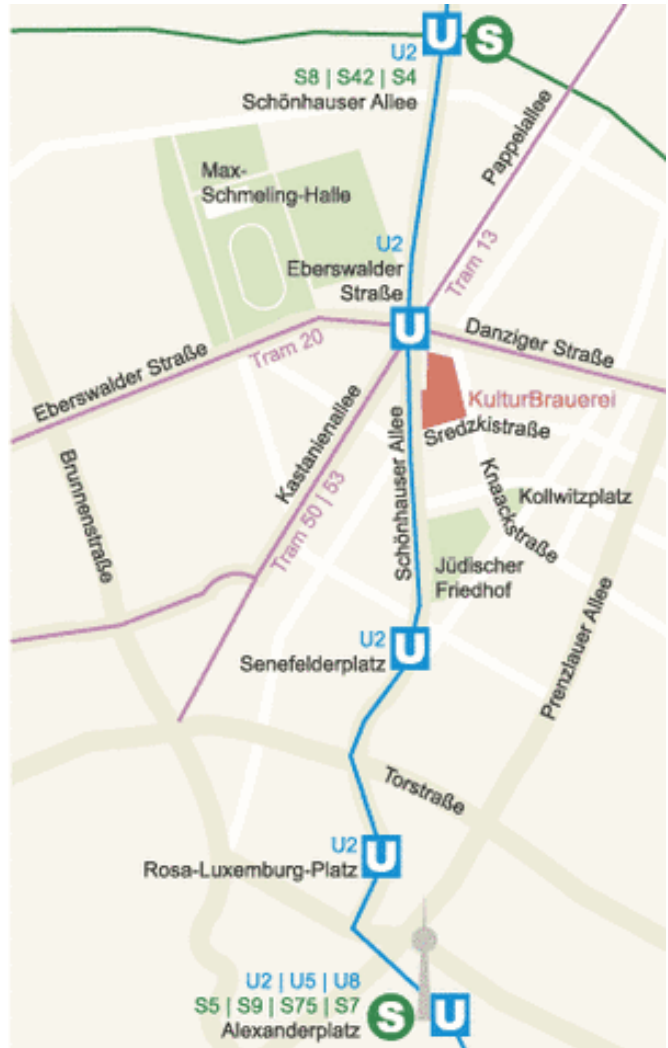 U
S
U2
S8 | S42 | S4
Schönhauser Allee
Pappelallee
Max-
Schmeling-Halle
U2
Eberswalder
Straße
Tram 13
U
Danziger Straße
Eberswalder Straße
Tram 20
KulturBrauerei
Sredzkistraße
Kastanienallee
Tram 50 | 53
Schönhauser Allee
Brunnenstraße
Knaackstraße
Kollwitzplatz
Jüdischer
Friedhof
U2
Senefelderplatz
U
Prenzlauer Allee
Torstraße
U2
Rosa-Luxemburg-Platz
U
U2 | U5 | U8
S5 | S9 | S75 | S7
Alexanderplatz
S
U